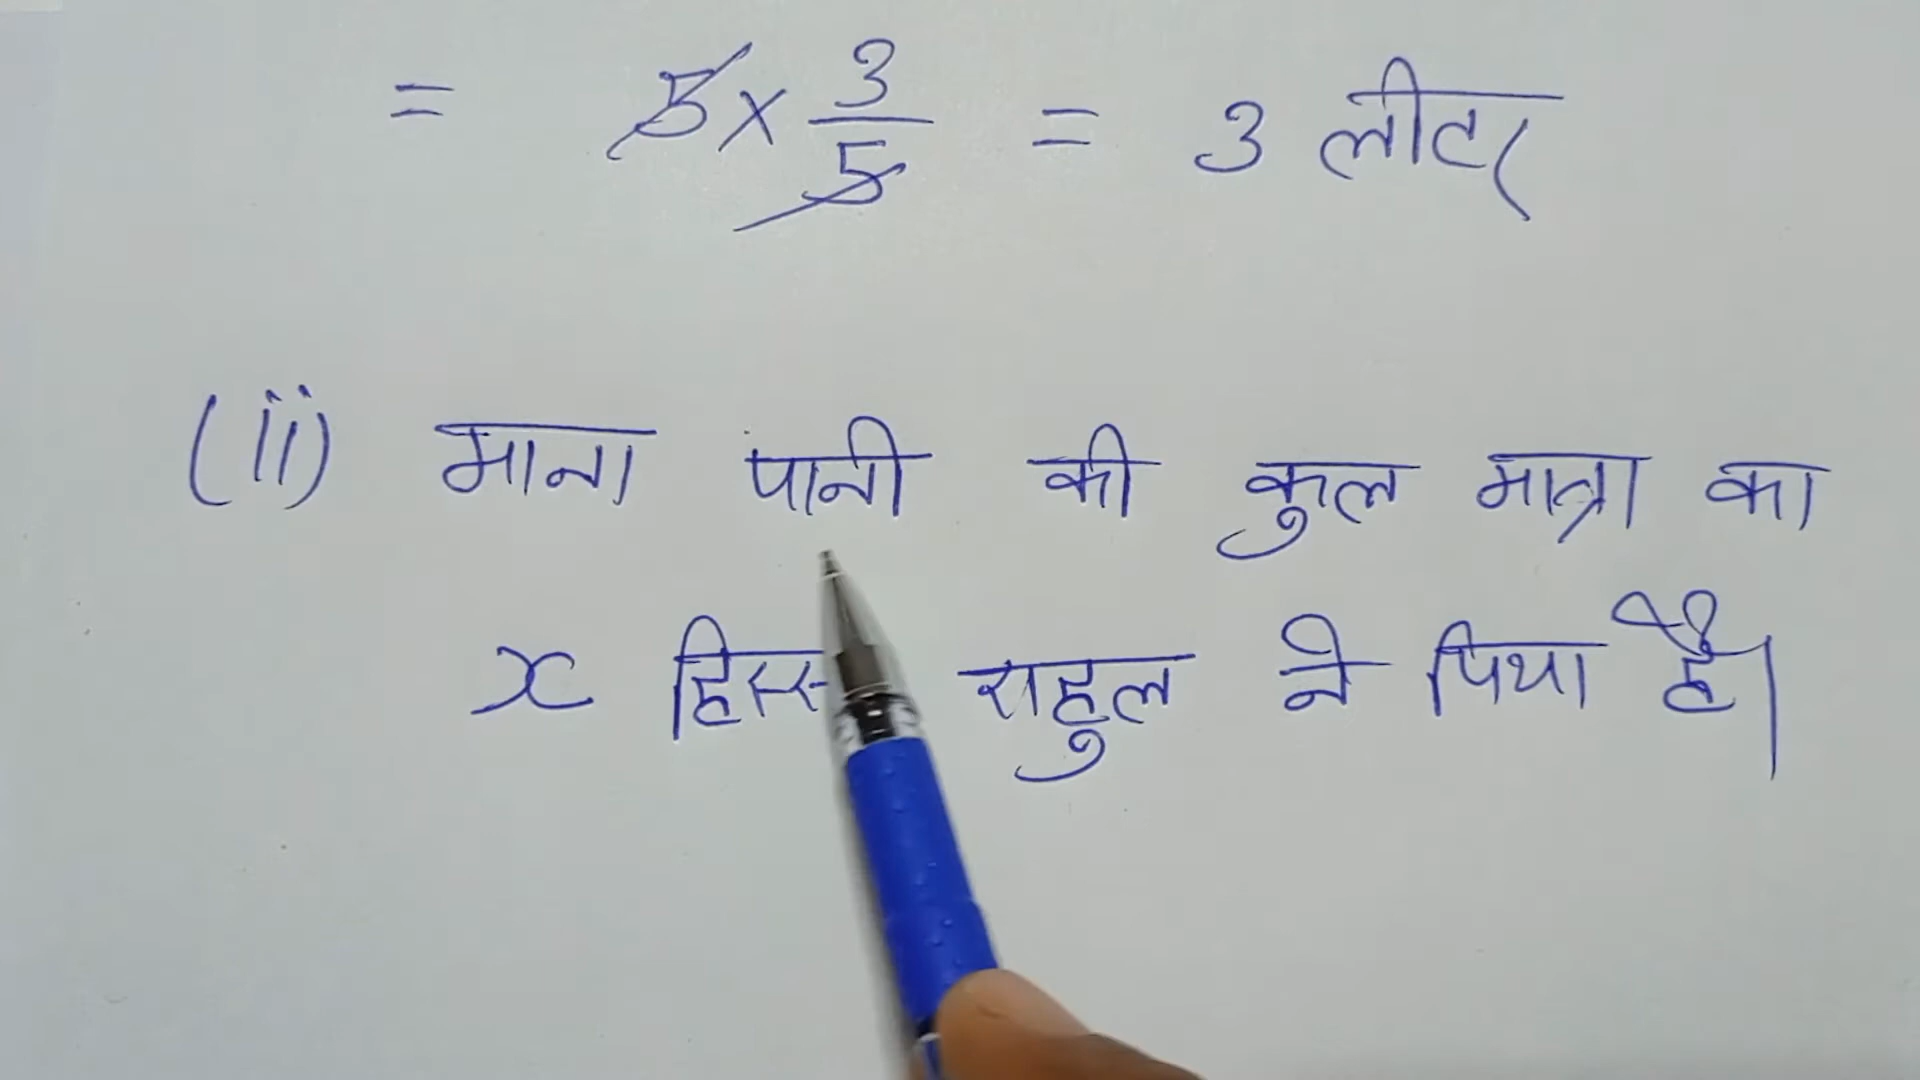 = 5 × 3/5 = 3 लीटर
(ii) माना पानी की कुल मात्रा का
x राहुल ने पिया है।